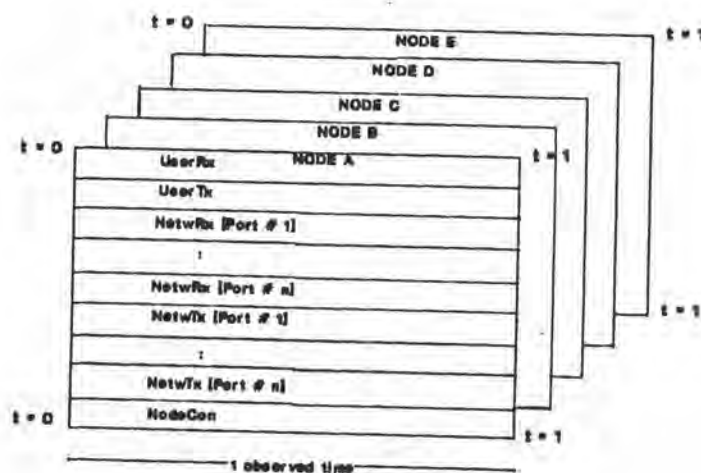 t = 0
NODE E
t = 1
NODE D
NODE C
NODE B
t = 0
UserRx NODE A
t = 1
UserTx
NetwRx [Port # 1]
:
NetwRx [Port # n]
t = 1
NetwTx [Port # 1]
:
NetwTx [Port # n]
t = 0
NodeCon
t = 1
1 observed time